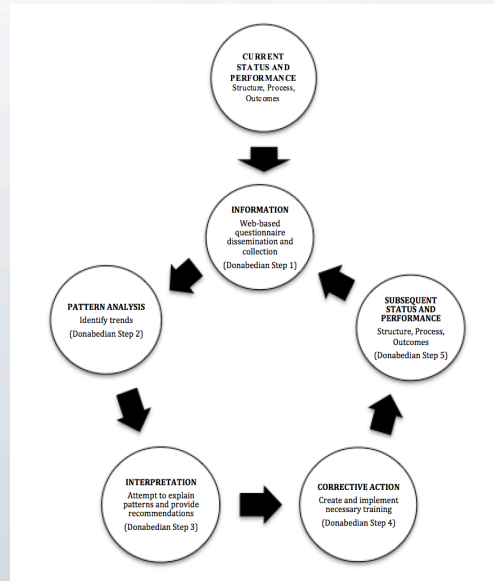 CURRENT
STATUS AND
PERFORMANCE
Structure, Process,
Outcomes
INFORMATION
Web-based
questionnaire
dissemination and
collection
(Donabedian Step 1)
PATTERN ANALYSIS
Identify trends
(Donabedian Step 2)
SUBSEQUENT
STATUS AND
PERFORMANCE
Structure, Process,
Outcomes
(Donabedian Step 5)
INTERPRETATION
Attempt to explain
patterns and provide
recommendations
(Donabedian Step 3)
CORRECTIVE ACTION
Create and implement
necessary training
(Donabedian Step 4)